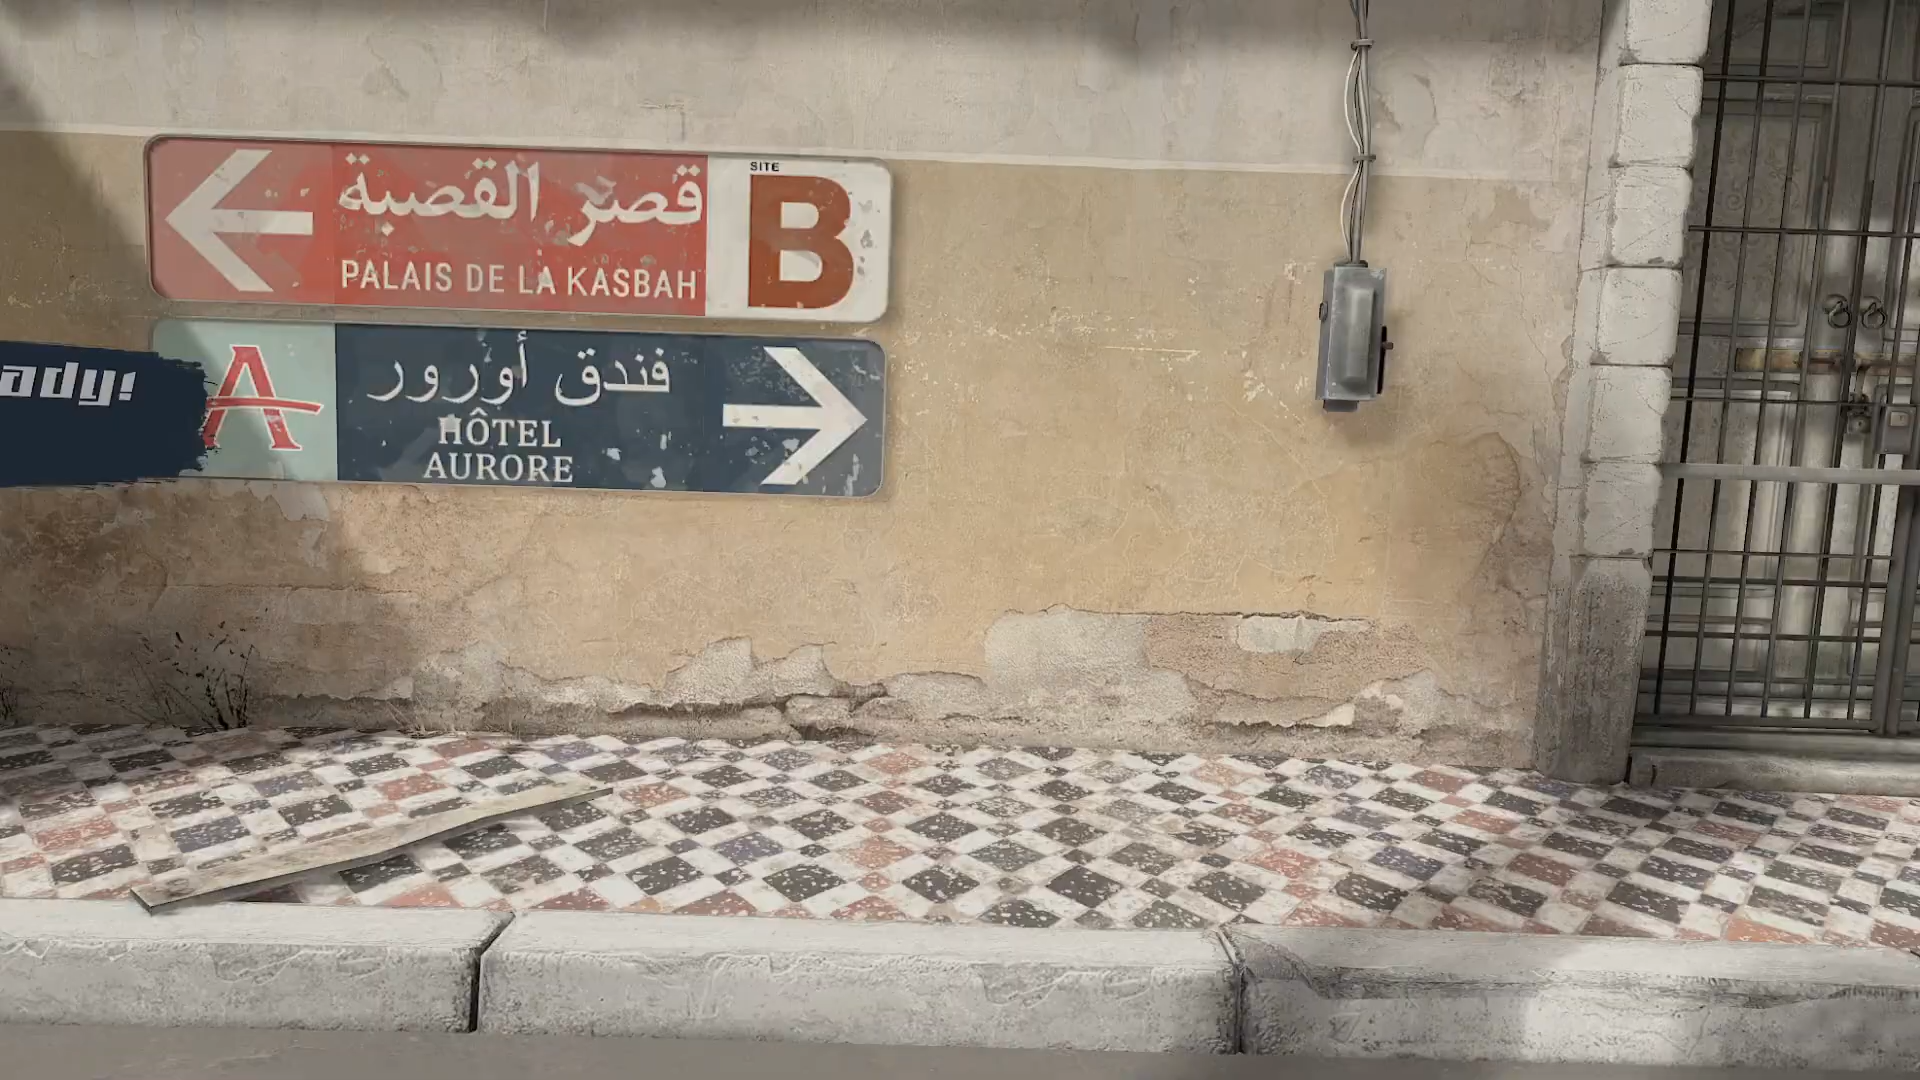 قصر القصبة
PALAIS DE LA KASBAH
SITE
B
ady!
A
فندق أورور
HÔTEL
AURORE